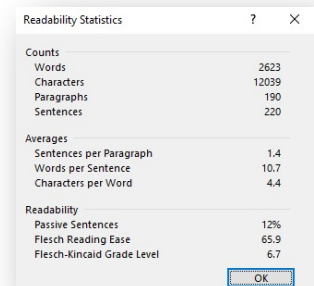 Readability Statistics ? ×
Counts
Words 2623
Characters 12039
Paragraphs 190
Sentences 220
Averages
Sentences per Paragraph 1.4
Words per Sentence 10.7
Characters per Word 4.4
Readability
Passive Sentences 12%
Flesch Reading Ease 65.9
Flesch-Kincaid Grade Level 6.7
OK